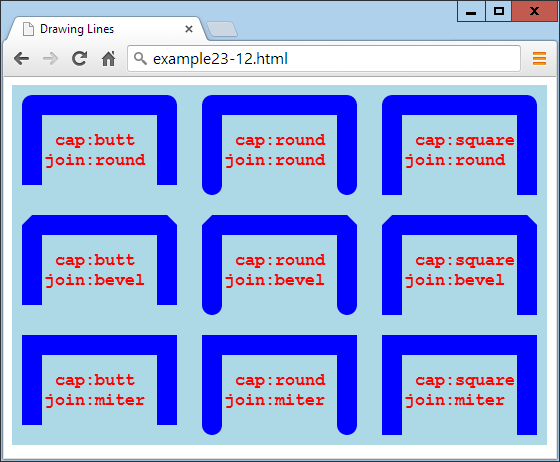 Drawing Lines
example23-12.html
cap:butt cap:round cap:square
join:round join:round join:round
cap:butt cap:round cap:square
join:bevel join:bevel join:bevel
cap:butt cap:round cap:square
join:miter join:miter join:miter